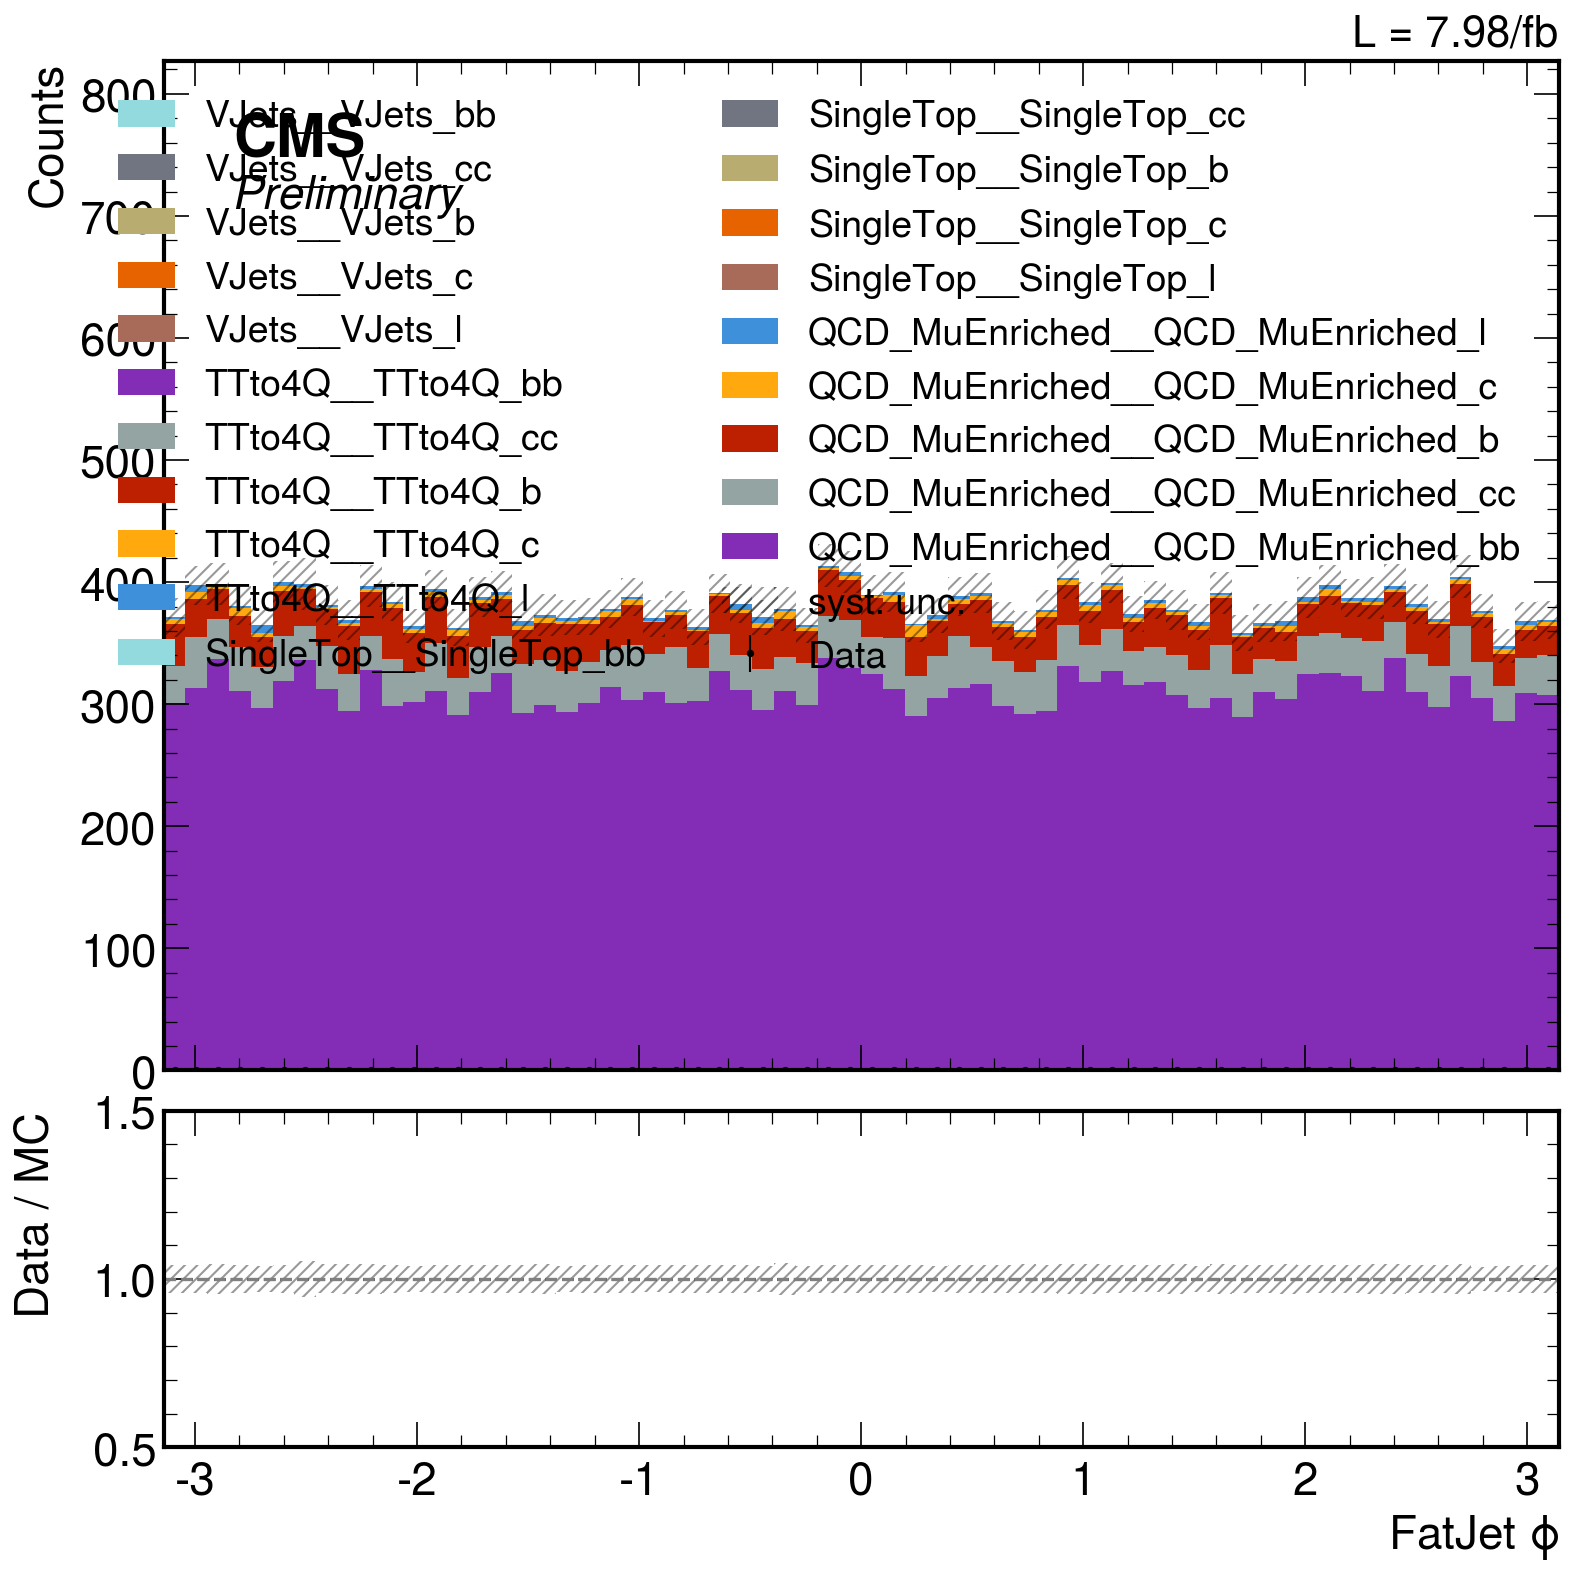 L = 7.98/fb
Counts
800
700
600
500
400
300
200
100
0
CMS
Preliminary
VJets__VJets_bb
VJets__VJets_cc
VJets__VJets_b
VJets__VJets_c
VJets__VJets_l
TTto4Q__TTto4Q_bb
TTto4Q__TTto4Q_cc
TTto4Q__TTto4Q_b
TTto4Q__TTto4Q_c
TTto4Q__TTto4Q_l
SingleTop__SingleTop_bb
SingleTop__SingleTop_cc
SingleTop__SingleTop_b
SingleTop__SingleTop_c
SingleTop__SingleTop_l
QCD_MuEnriched__QCD_MuEnriched_l
QCD_MuEnriched__QCD_MuEnriched_c
QCD_MuEnriched__QCD_MuEnriched_b
QCD_MuEnriched__QCD_MuEnriched_cc
QCD_MuEnriched__QCD_MuEnriched_bb
syst. unc.
Data
Data / MC
1.5
1.0
0.5
-3 -2 -1 0 1 2 3
FatJet ϕ